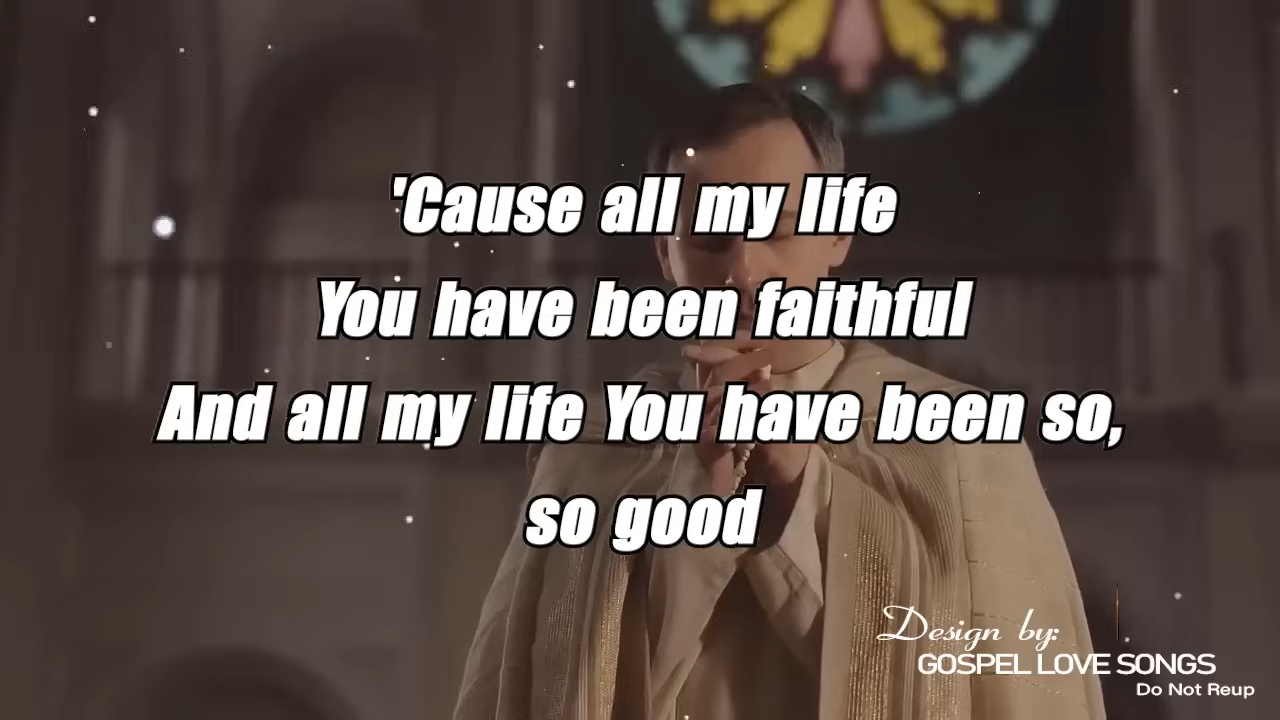 'Cause all my life
You have been faithful
And all my life You have been so,
so good
Design by:
GOSPEL LOVE SONGS
Do Not Reup